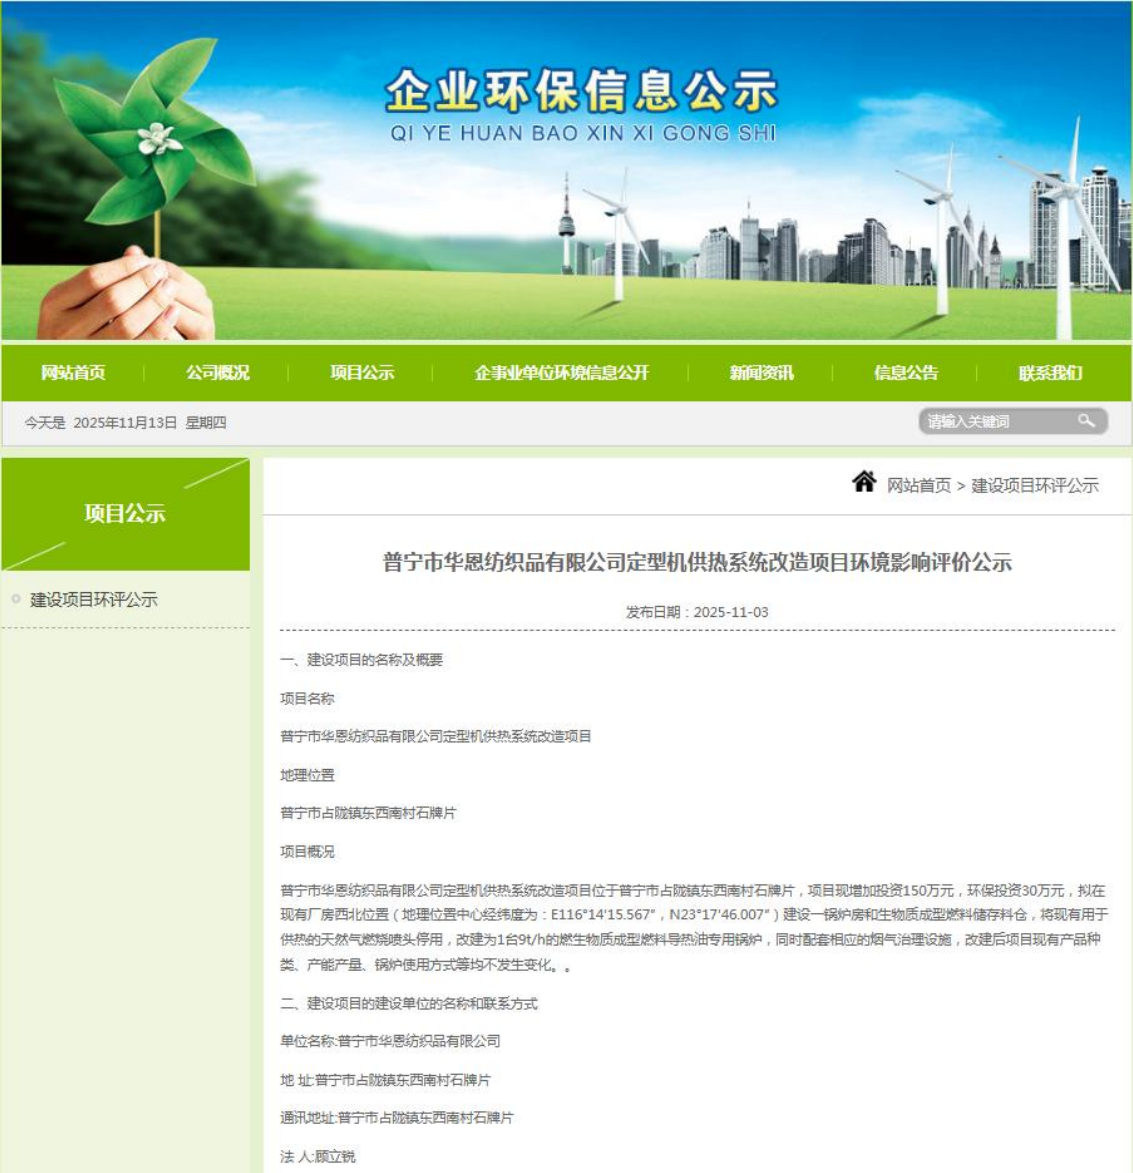 企业环保信息公示
QI YE HUAN BAO XIN XI GONG SHI
网站首页 公司概况 项目公示 企事业单位环境信息公开 新闻资讯 信息公告 联系我们
今天是 2025年11月13日 星期四
请输入关键词
项目公示
建设项目环评公示
网站首页 > 建设项目环评公示
普宁市华恩纺织品有限公司定型机供热系统改造项目环境影响评价公示
发布日期：2025-11-03
一、建设项目的名称及概要
项目名称
普宁市华恩纺织品有限公司定型机供热系统改造项目
地理位置
普宁市占陇镇东西南村石牌片
项目概况
普宁市华恩纺织品有限公司定型机供热系统改造项目位于普宁市占陇镇东西南村石牌片，项目现增加投资150万元，环保投资30万元，拟在
现有厂房西北位置（地理位置中心经纬度为：E116°14'15.567"，N23°17'46.007"）建设一锅炉房和生物质成型燃料储存料仓，将现有用于
供热的天然气燃烧喷头停用，改建为1台9t/h的燃生物质成型燃料导热油专用锅炉，同时配套相应的烟气治理设施，改建后项目现有产品种
类、产能产量、锅炉使用方式等均不发生变化。。
二、建设项目的建设单位的名称和联系方式
单位名称:普宁市华恩纺织品有限公司
地 址:普宁市占陇镇东西南村石牌片
通讯地址:普宁市占陇镇东西南村石牌片
法 人:顾立锐